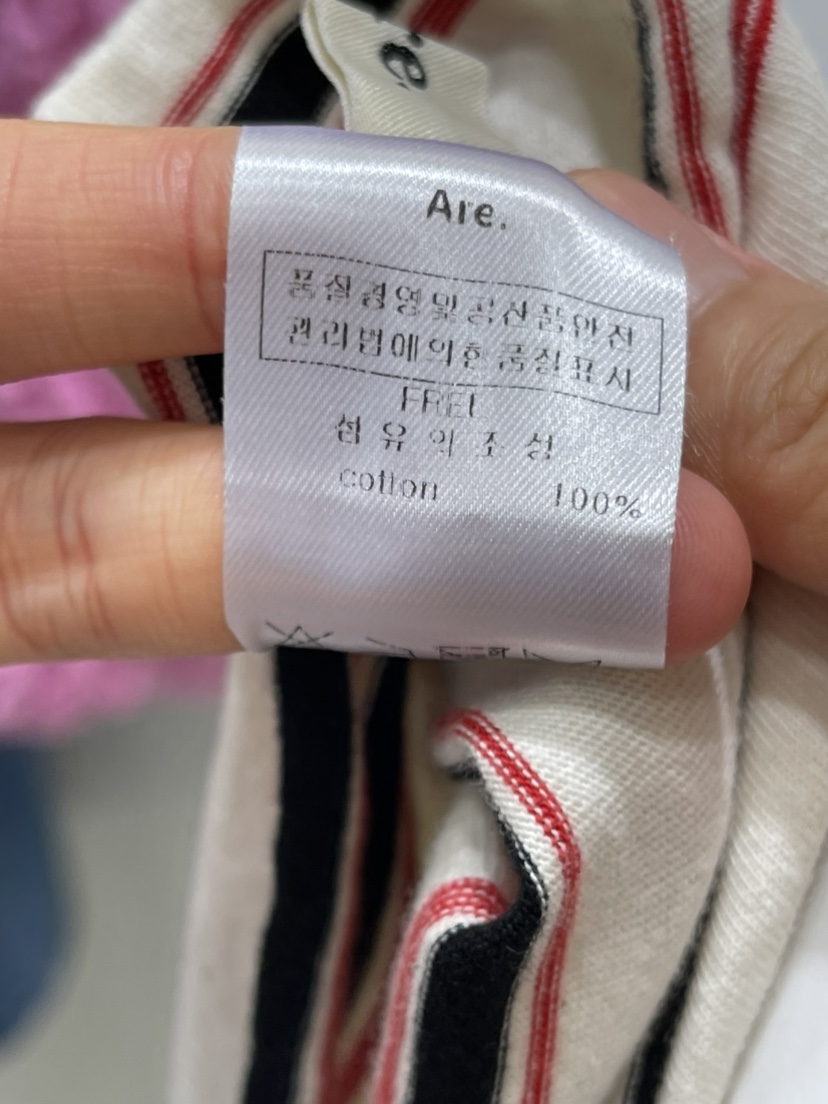 re.
Are.
품질경영및공산품안전
관리법에의한품질표시
FREE
섬유의조성
cotton 100%